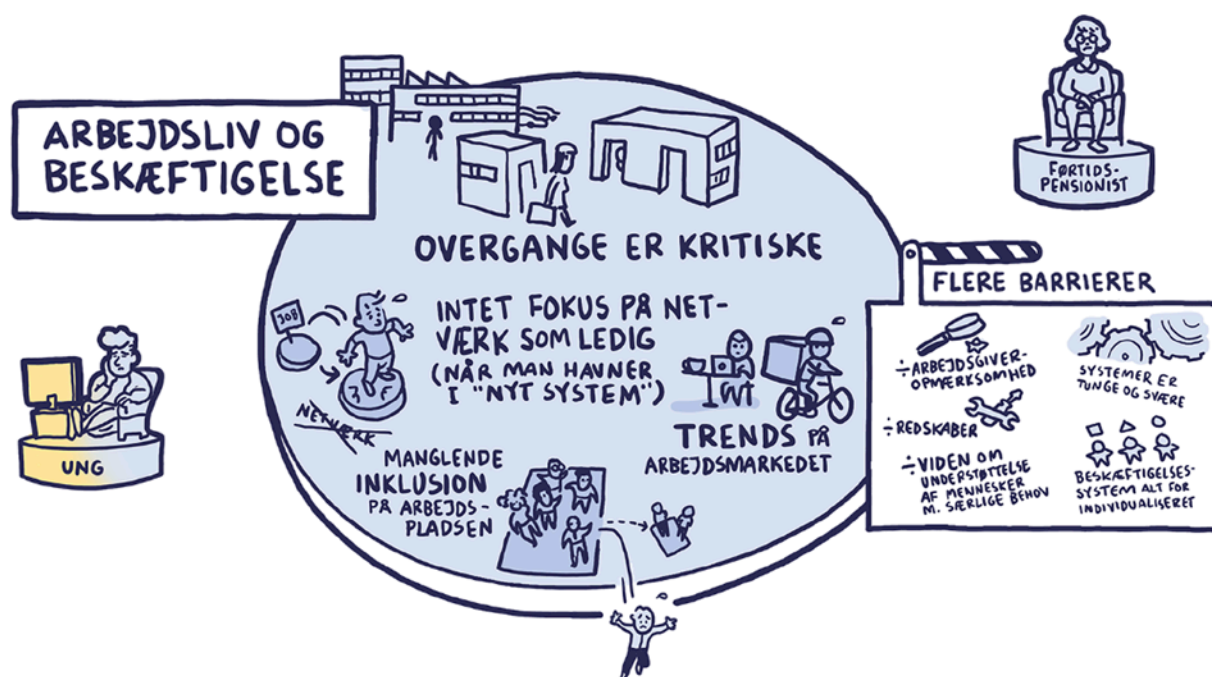 ARBEJDSLIV OG
BESKÆFTIGELSE
FØRTIDS-
PENSIONIST
OVERGANGE ER KRITISKE
JOB
INTET FOKUS PÅ NET-
VÆRK SOM LEDIG
(NÅR MAN HAVNER
I "NYT SYSTEM")
NETVÆRK
TRENDS PÅ
ARBEJDSMARKEDET
MANGLENDE
INKLUSION
PÅ ARBEJDS-
PLADSEN
UNG
FLERE BARRIERER
÷ARBEJDSGIVER-
OPMÆRKSOMHED
÷REDSKABER
÷VIDEN OM
UNDERSTØTTELSE
AF MENNESKER
M. SÆRLIGE BEHOV
SYSTEMER ER
TUNGE OG SVÆRE
BESKÆFTIGELSES-
SYSTEM ALT FOR
INDIVIDUALISERET